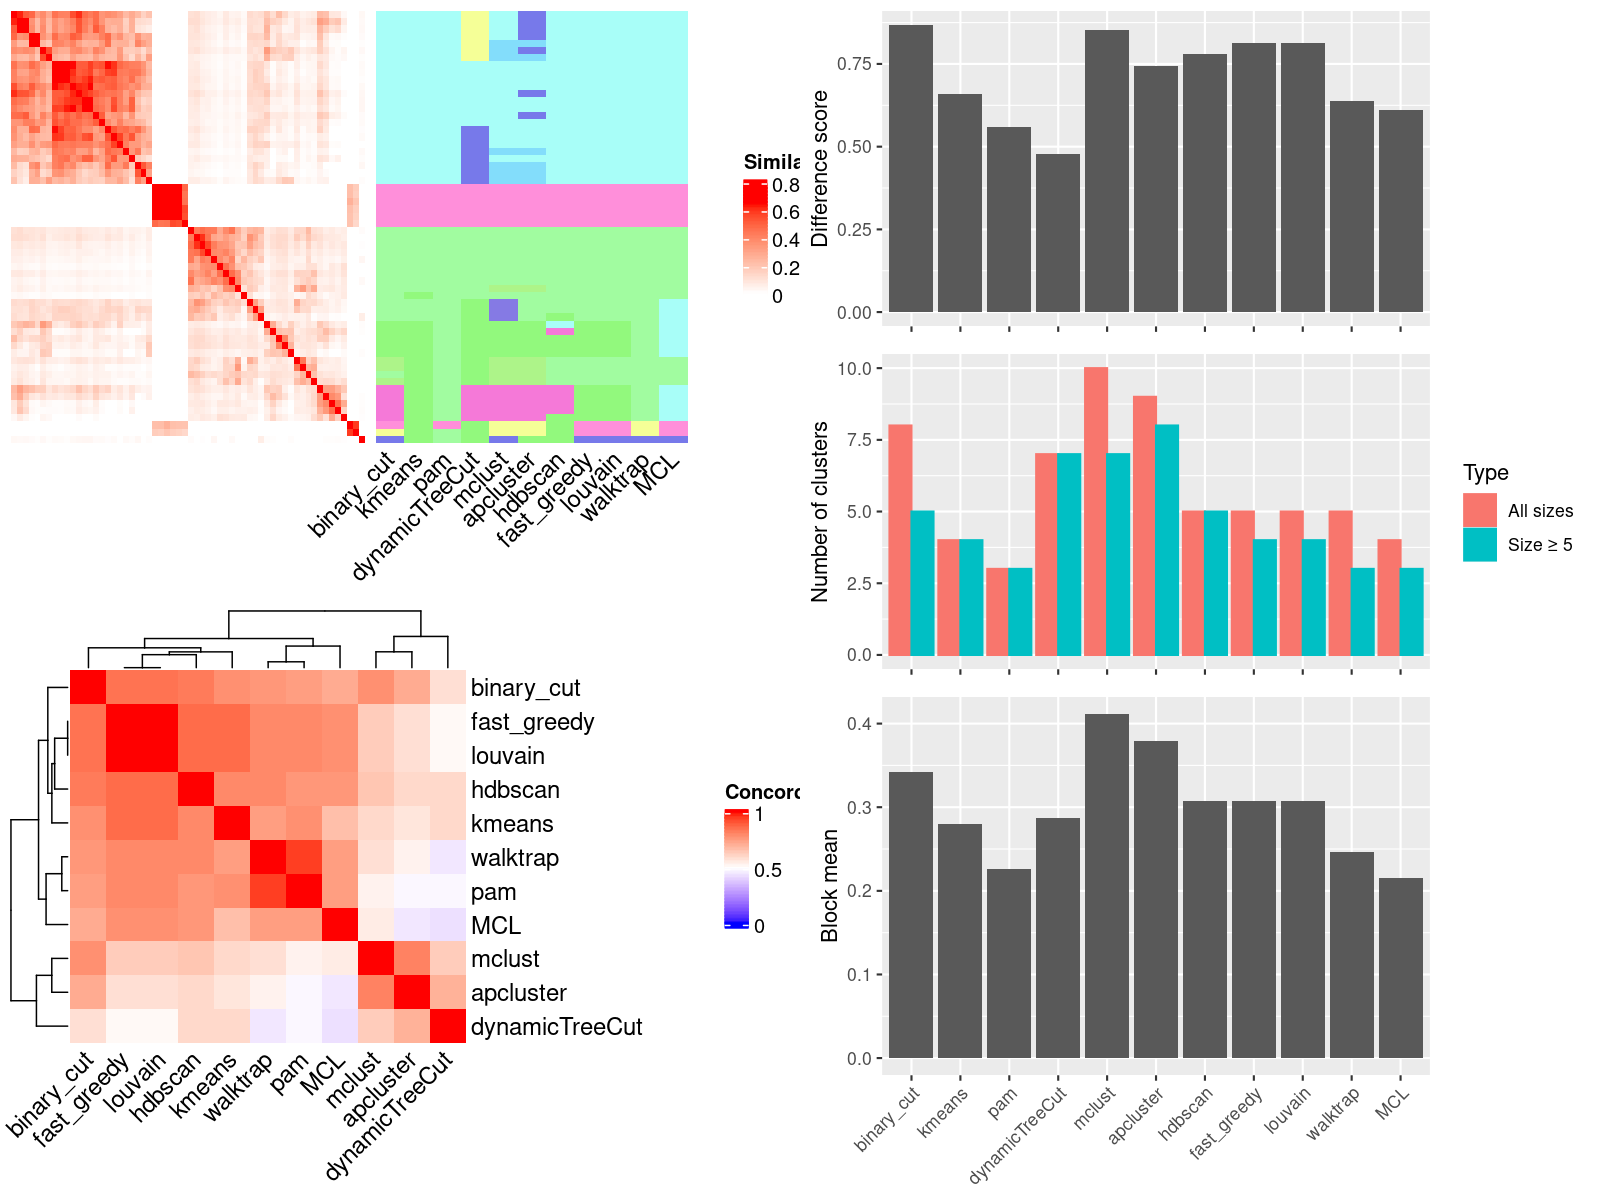 Simila
0.8
0.6
0.4
0.2
0
binary_cut
kmeans
pam
dynamicTreeCut
mclust
apcluster
hdbscan
fast_greedy
louvain
walktrap
MCL
binary_cut
fast_greedy
louvain
hdbscan
kmeans
walktrap
pam
MCL
mclust
apcluster
dynamicTreeCut
Concord
1
0.5
0
binary_cut
fast_greedy
louvain
hdbscan
kmeans
walktrap
pam
MCL
mclust
apcluster
dynamicTreeCut
Difference score
0.75
0.50
0.25
0.00
Number of clusters
10.0
7.5
5.0
2.5
0.0
Type
All sizes
Size ≥ 5
Block mean
0.4
0.3
0.2
0.1
0.0
binary_cut
kmeans
pam
dynamicTreeCut
mclust
apcluster
hdbscan
fast_greedy
louvain
walktrap
MCL